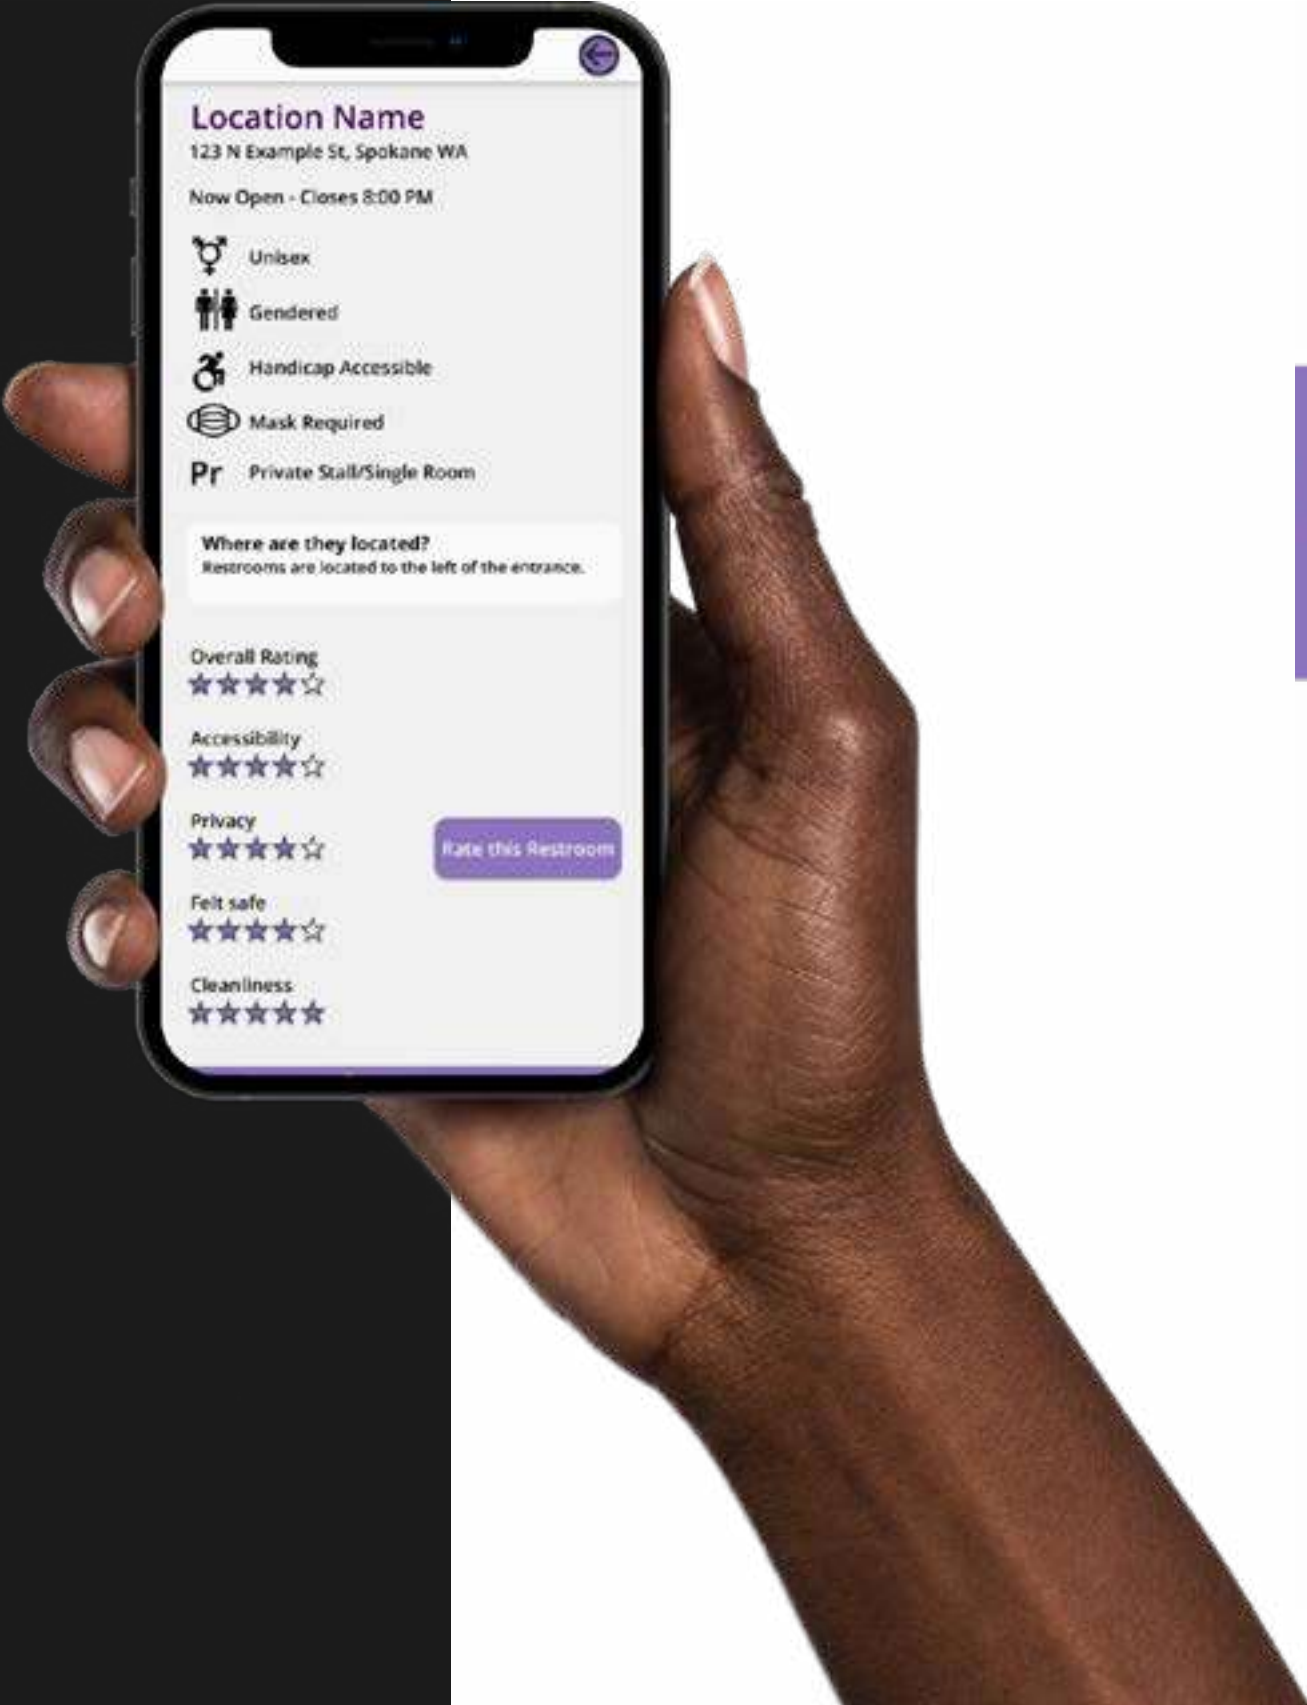 Location Name
123 N Example St, Spokane WA
Now Open - Closes 8:00 PM
Unisex
Gendered
Handicap Accessible
Mask Required
Pr Private Stall/Single Room
Where are they located?
Restrooms are located to the left of the entrance.
Overall Rating
Accessibility
Privacy
Rate this Restroom
Felt safe
Cleanliness